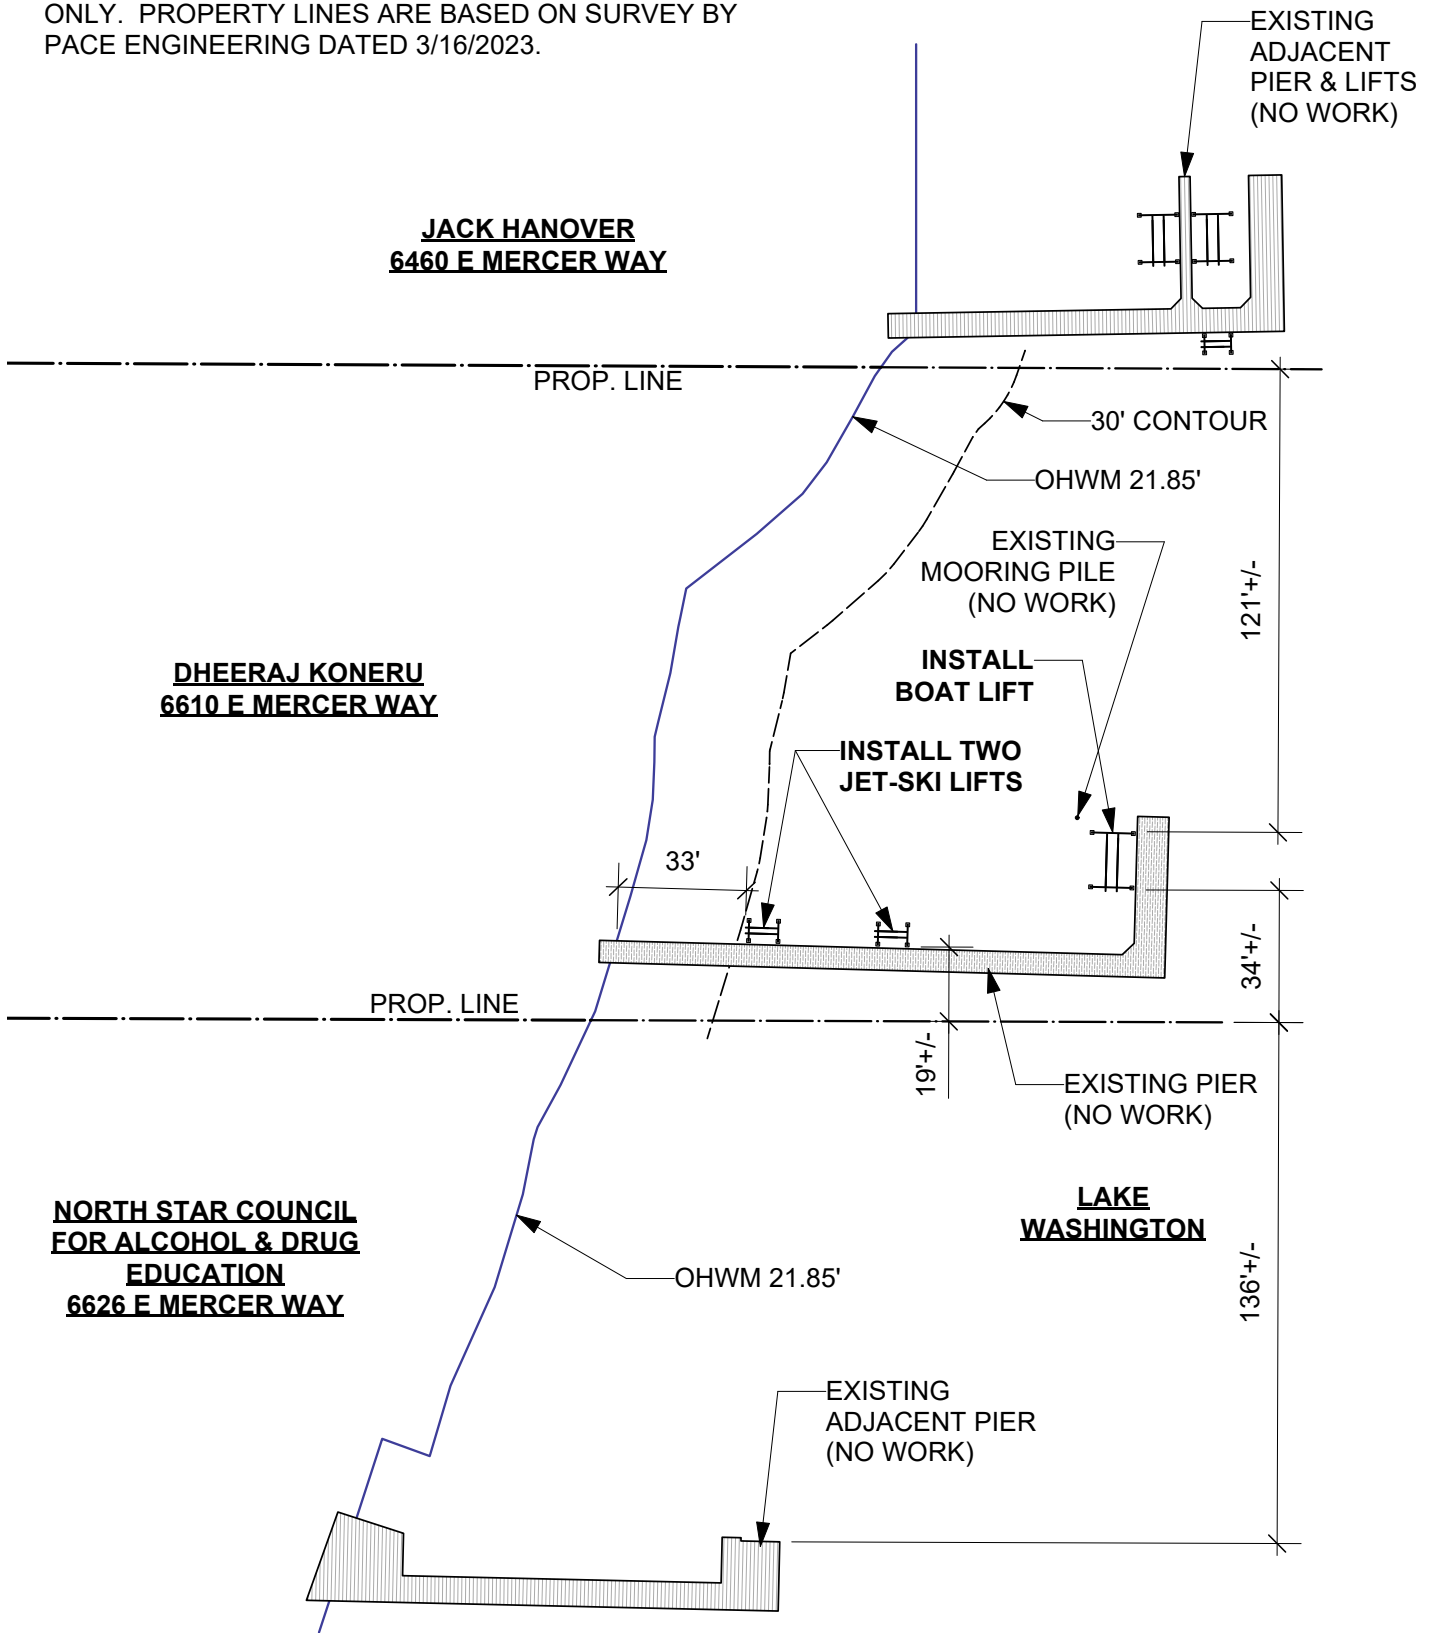 ONLY. PROPERTY LINES ARE BASED ON SURVEY BY
PACE ENGINEERING DATED 3/16/2023.
EXISTING
ADJACENT
PIER & LIFTS
(NO WORK)
JACK HANOVER
6460 E MERCER WAY
PROP. LINE
30' CONTOUR
OHWM 21.85'
EXISTING
MOORING PILE
(NO WORK)
121'+/-
DHEERAJ KONERU
6610 E MERCER WAY
INSTALL
BOAT LIFT
INSTALL TWO
JET-SKI LIFTS
33'
34'+/-
PROP. LINE
19'+/-
EXISTING PIER
(NO WORK)
LAKE
WASHINGTON
NORTH STAR COUNCIL
FOR ALCOHOL & DRUG
EDUCATION
6626 E MERCER WAY
OHWM 21.85'
136'+/-
EXISTING
ADJACENT PIER
(NO WORK)